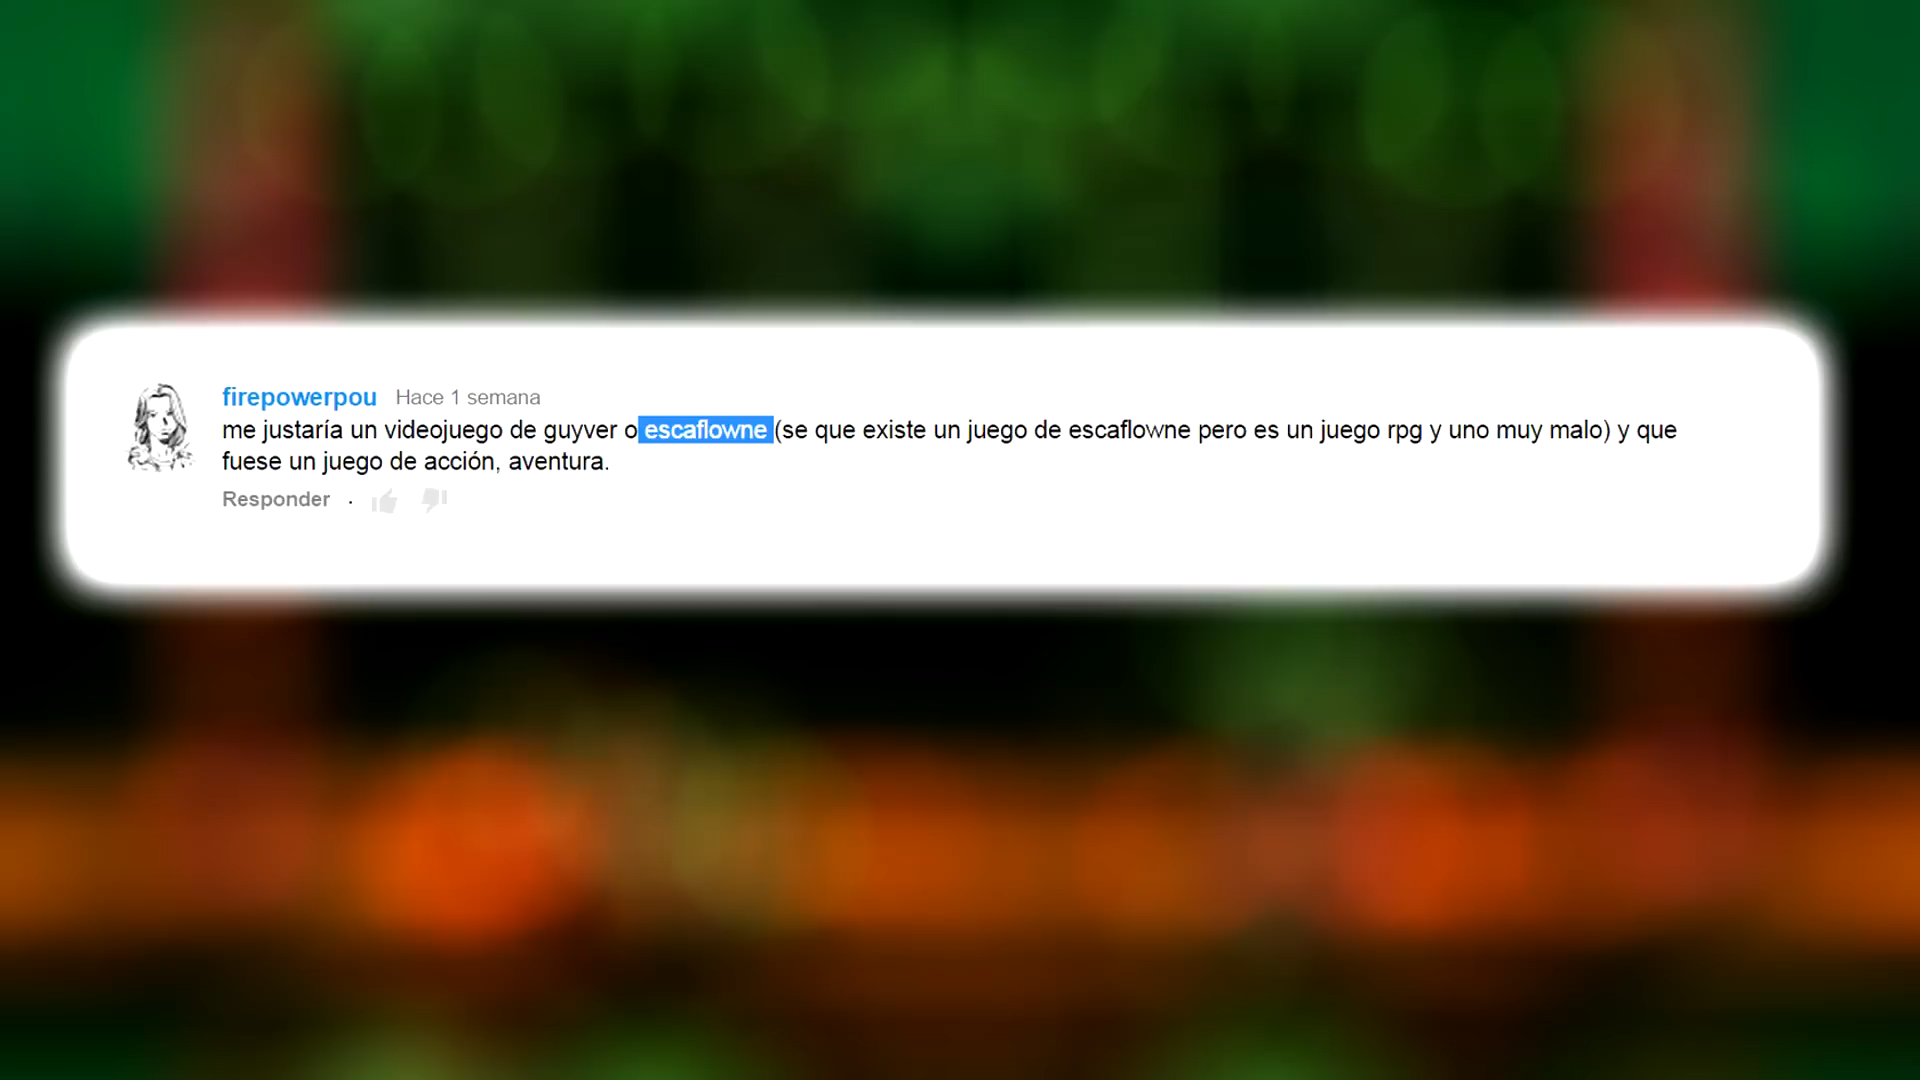 firepowerpou Hace 1 semana
me justaría un videojuego de guyver o escaflowne (se que existe un juego de escaflowne pero es un juego rpg y uno muy malo) y que
fuese un juego de acción, aventura.
Responder ·